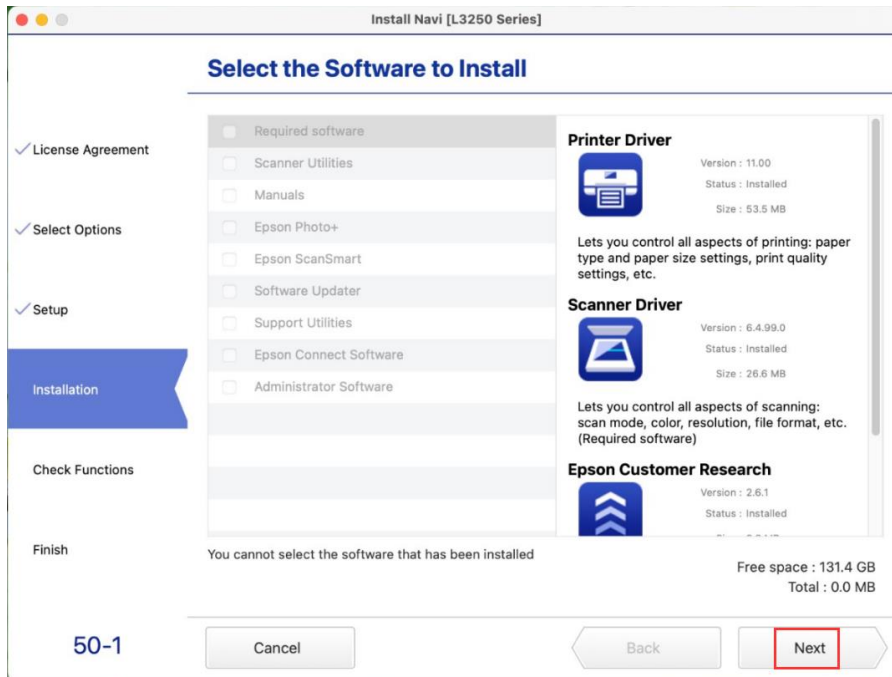 Install Navi [L3250 Series]
Select the Software to Install
License Agreement
Select Options
Setup
Installation
Check Functions
Finish
50-1
Required software
Scanner Utilities
Manuals
Epson Photo+
Epson ScanSmart
Software Updater
Support Utilities
Epson Connect Software
Administrator Software
Printer Driver
Version : 11.00
Status : Installed
Size : 53.5 MB
Lets you control all aspects of printing: paper
type and paper size settings, print quality
settings, etc.
Scanner Driver
Version : 6.4.99.0
Status : Installed
Size : 26.6 MB
Lets you control all aspects of scanning:
scan mode, color, resolution, file format, etc.
(Required software)
Epson Customer Research
Version : 2.6.1
Status : Installed
You cannot select the software that has been installed
Free space : 131.4 GB
Total : 0.0 MB
Cancel
Back
Next